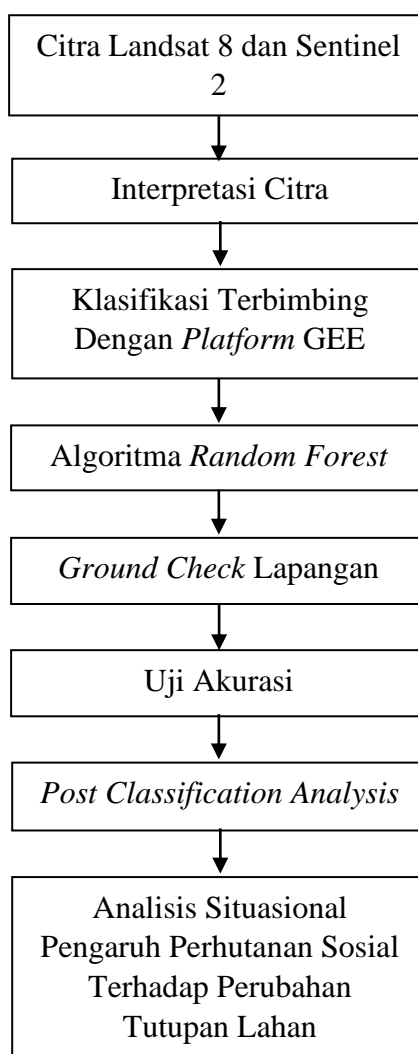 Citra Landsat 8 dan Sentinel
2
Interpretasi Citra
Klasifikasi Terbimbing
Dengan Platform GEE
Algoritma Random Forest
Ground Check Lapangan
Uji Akurasi
Post Classification Analysis
Analisis Situasional
Pengaruh Perhutanan Sosial
Terhadap Perubahan
Tutupan Lahan